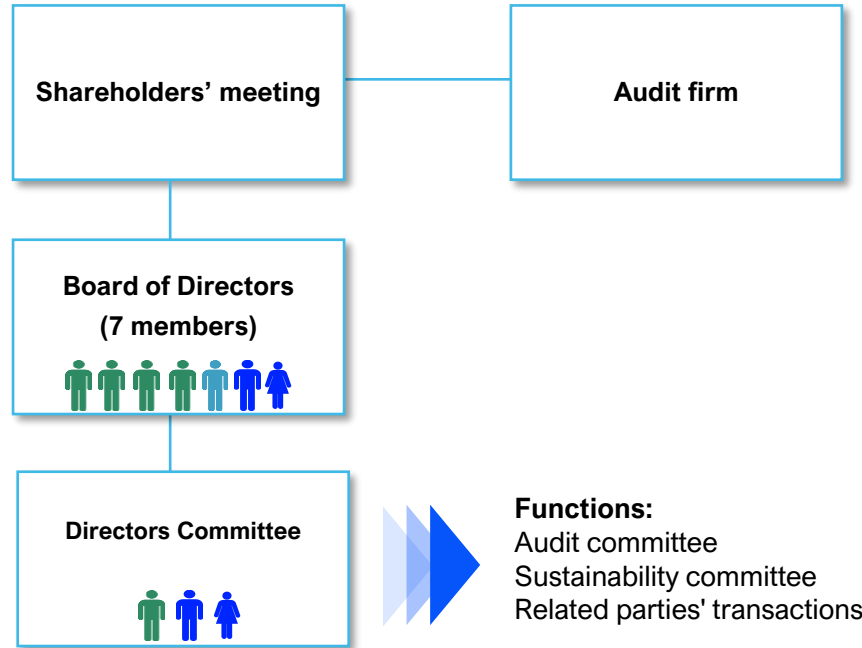 Shareholders’ meeting
Audit firm
Board of Directors
(7 members)
Directors Committee
Functions:
Audit committee
Sustainability committee
Related parties' transactions